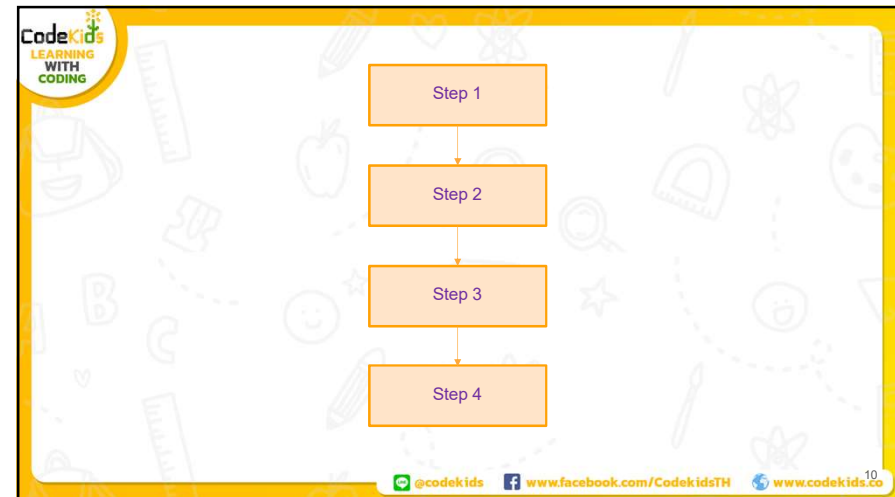 CodeKids
LEARNING
WITH
CODING
Step 1
Step 2
Step 3
Step 4
@codekids www.facebook.com/CodekidsTH www.codekids.co
10